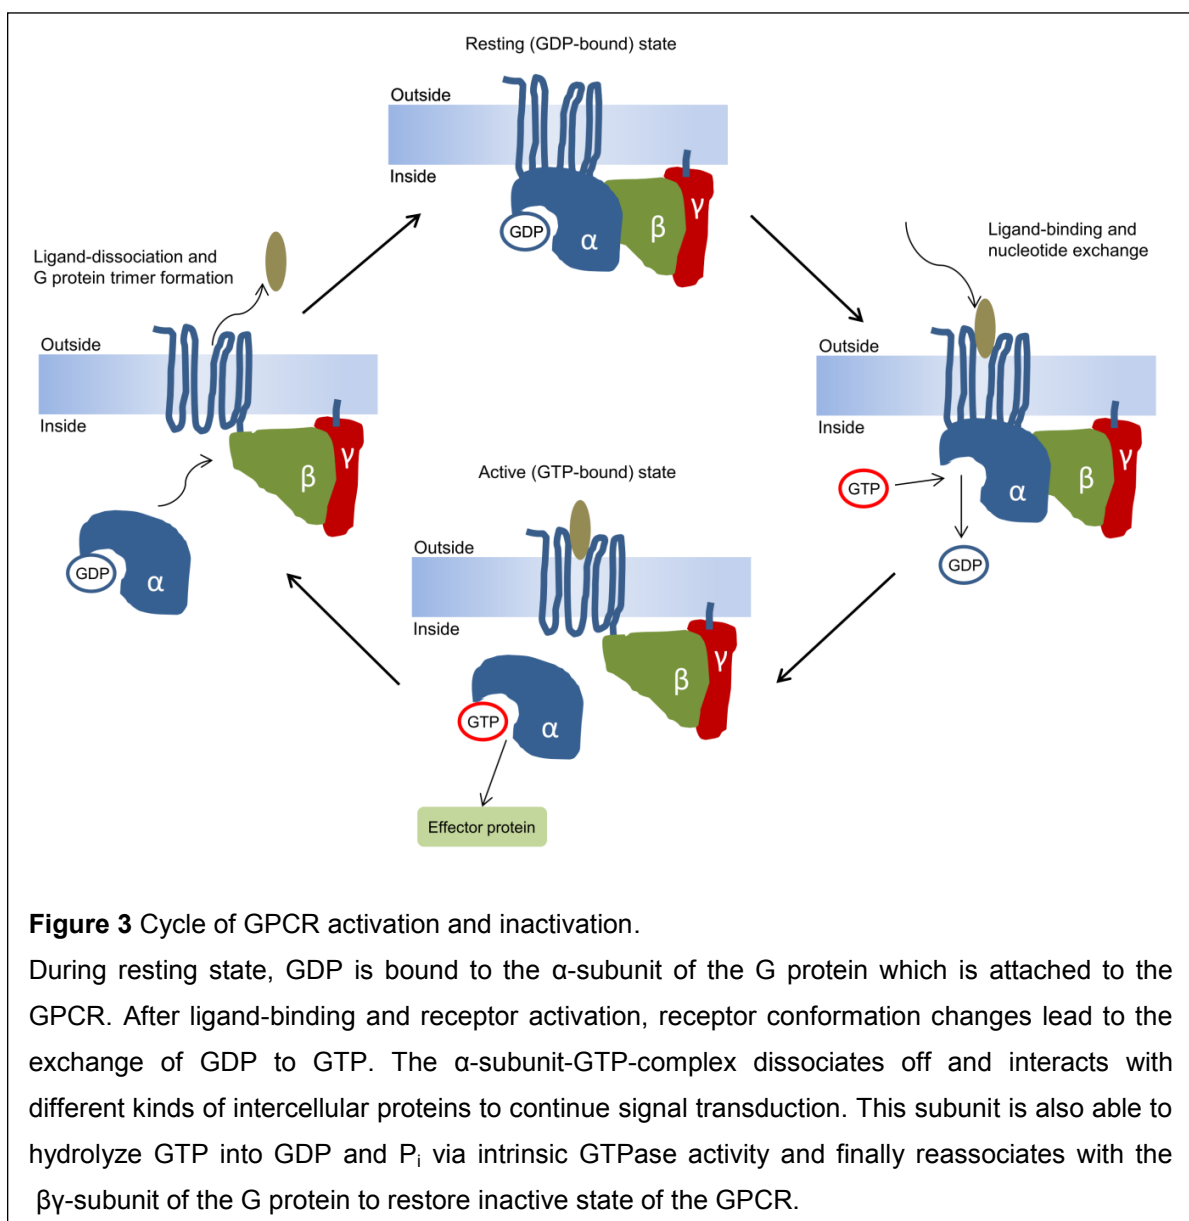 Resting (GDP-bound) state
Outside
Inside
GDP
α
β
γ
Ligand-binding and
nucleotide exchange
Outside
Inside
GTP
GDP
α
β
γ
Active (GTP-bound) state
Outside
Inside
GTP
α
β
γ
Effector protein
Ligand-dissociation and
G protein trimer formation
Outside
Inside
GDP
α
β
γ
Figure 3 Cycle of GPCR activation and inactivation.
During resting state, GDP is bound to the α-subunit of the G protein which is attached to the
GPCR. After ligand-binding and receptor activation, receptor conformation changes lead to the
exchange of GDP to GTP. The α-subunit-GTP-complex dissociates off and interacts with
different kinds of intercellular proteins to continue signal transduction. This subunit is also able to
hydrolyze GTP into GDP and Pi via intrinsic GTPase activity and finally reassociates with the
βγ-subunit of the G protein to restore inactive state of the GPCR.